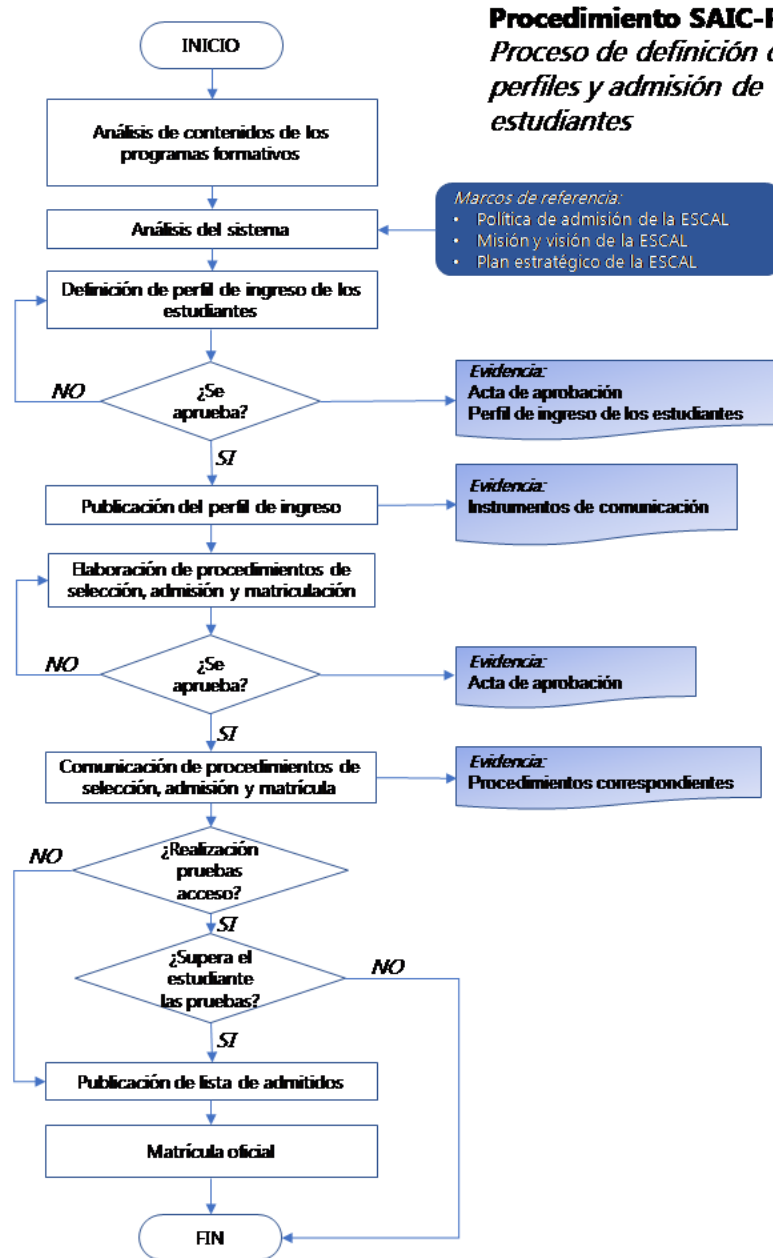 Procedimiento SAIC-
Proceso de definición
perfiles y admisión de
estudiantes
INICIO
Análisis de contenidos de los
programas formativos
Marcos de referencia:
• Política de admisión de la ESCAL
• Misión y visión de la ESCAL
• Plan estratégico de la ESCAL
Análisis del sistema
Definición de perfil de ingreso de los
estudiantes
NO
¿Se
aprueba?
Evidencia:
Acta de aprobación
Perfil de ingreso de los estudiantes
SI
Publicación del perfil de ingreso
Evidencia:
Instrumentos de comunicación
Elaboración de procedimientos de
selección, admisión y matriculación
NO
¿Se
aprueba?
Evidencia:
Acta de aprobación
SI
Comunicación de procedimientos de
selección, admisión y matrícula
Evidencia:
Procedimientos correspondientes
NO
¿Realización
pruebas
acceso?
SI
¿Supera el
estudiante
las pruebas?
NO
SI
Publicación de lista de admitidos
Matrícula oficial
FIN